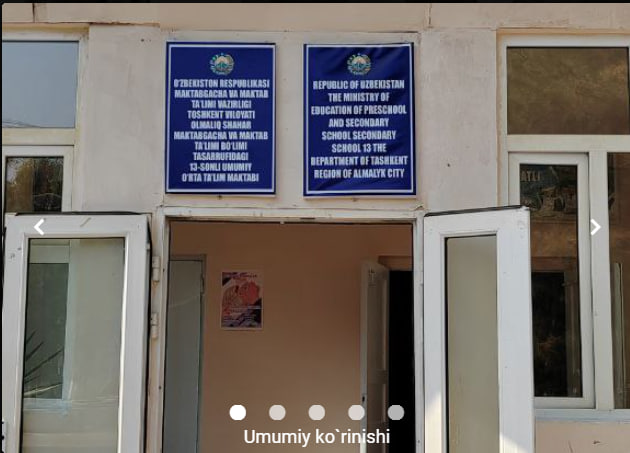 O'ZBEKISTON RESPUBLIKASI
MAKTABGACHA VA MAKTAB
TA'LIMI VAZIRLIGI
TOSHKENT VILOYATI
OLMALIQ SHAHAR
MAKTABGACHA VA MAKTAB
TA'LIMI BO'LIMI
TASARRUFIDAGI
13-SONLI UMUMIY
O'RTA TA'LIM MAKTABI
REPUBLIC OF UZBEKISTAN
THE MINISTRY OF
EDUCATION OF PRESCHOOL
AND SECONDARY
SCHOOL SECONDARY
SCHOOL 13 THE
DEPARTMENT OF TASHKENT
REGION OF ALMALYK CITY
Umumiy ko`rinishi